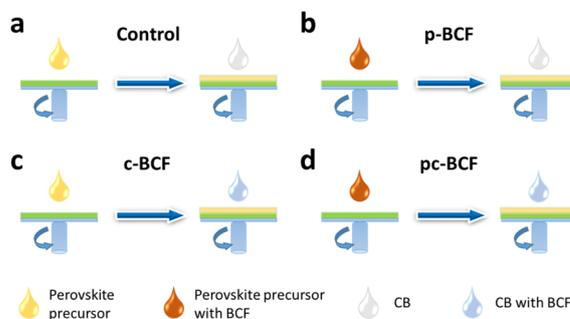 a
Control
b
p-BCF
c
c-BCF
d
pc-BCF
Perovskite
precursor
Perovskite precursor
with BCF
CB
CB with BCF